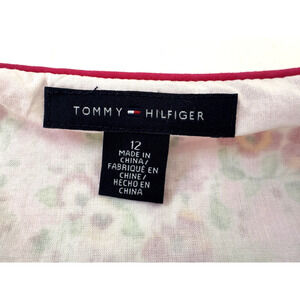 TOMMY HILFIGER
12
MADE IN
CHINA/
FABRIQUÉ EN
CHINE/
HECHO EN
CHINA